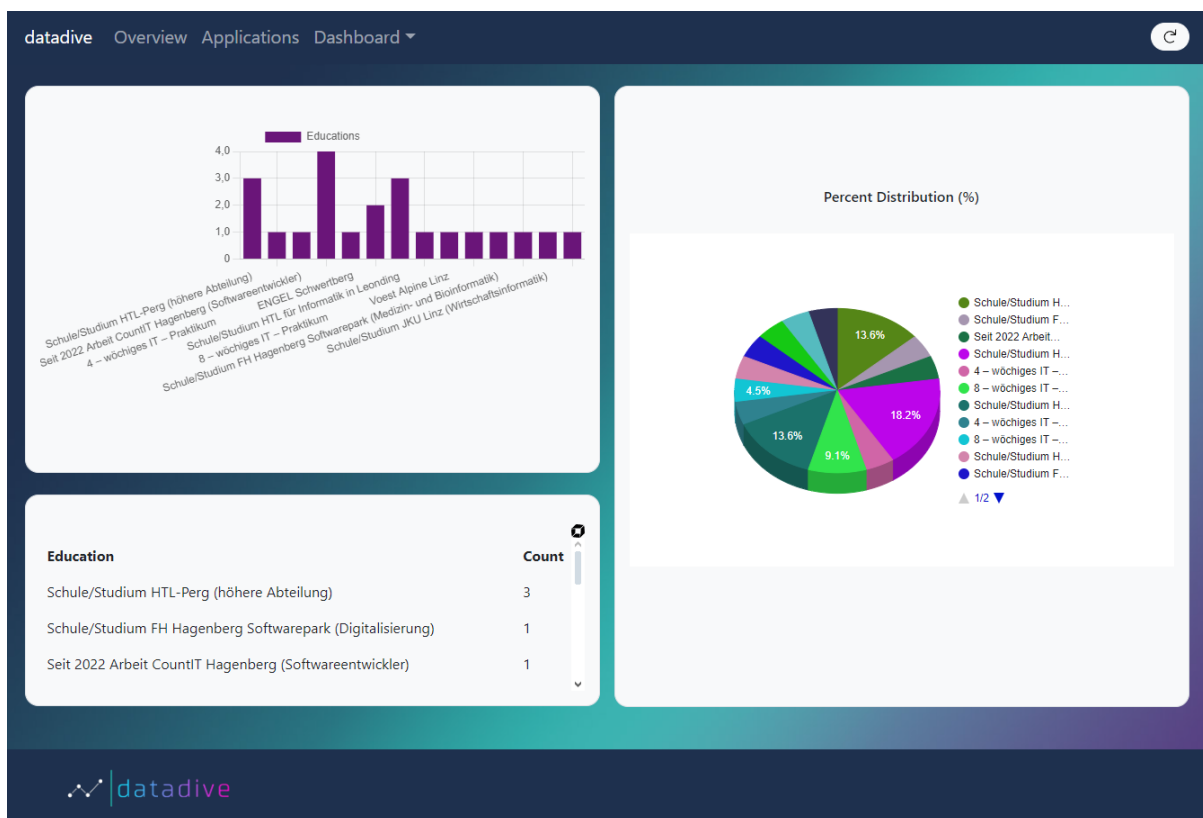 datadive Overview Applications Dashboard
Educations
4,0
3,0
2,0
1,0
0
Schule/Studium HTL-Perg (höhere Abteilung)
Seit 2022 Arbeit CountIT Hagenberg (Softwareentwickler)
4 – wöchiges IT – Praktikum
ENGEL Schwertberg
Schule/Studium HTL für Informatik in Leonding
8 – wöchiges IT – Praktikum
Voest Alpine Linz
Schule/Studium FH Hagenberg Softwarepark (Medizin- und Bioinformatik)
Schule/Studium JKU Linz (Wirtschaftsinformatik)
Education Count
Schule/Studium HTL-Perg (höhere Abteilung) 3
Schule/Studium FH Hagenberg Softwarepark (Digitalisierung) 1
Seit 2022 Arbeit CountIT Hagenberg (Softwareentwickler) 1
Percent Distribution (%)
13.6%
18.2%
9.1%
13.6%
4.5%
Schule/Studium H...
Schule/Studium F...
Seit 2022 Arbeit...
Schule/Studium H...
4 – wöchiges IT –...
8 – wöchiges IT –...
Schule/Studium H...
4 – wöchiges IT –...
8 – wöchiges IT –...
Schule/Studium H...
Schule/Studium F...
1/2
datadive